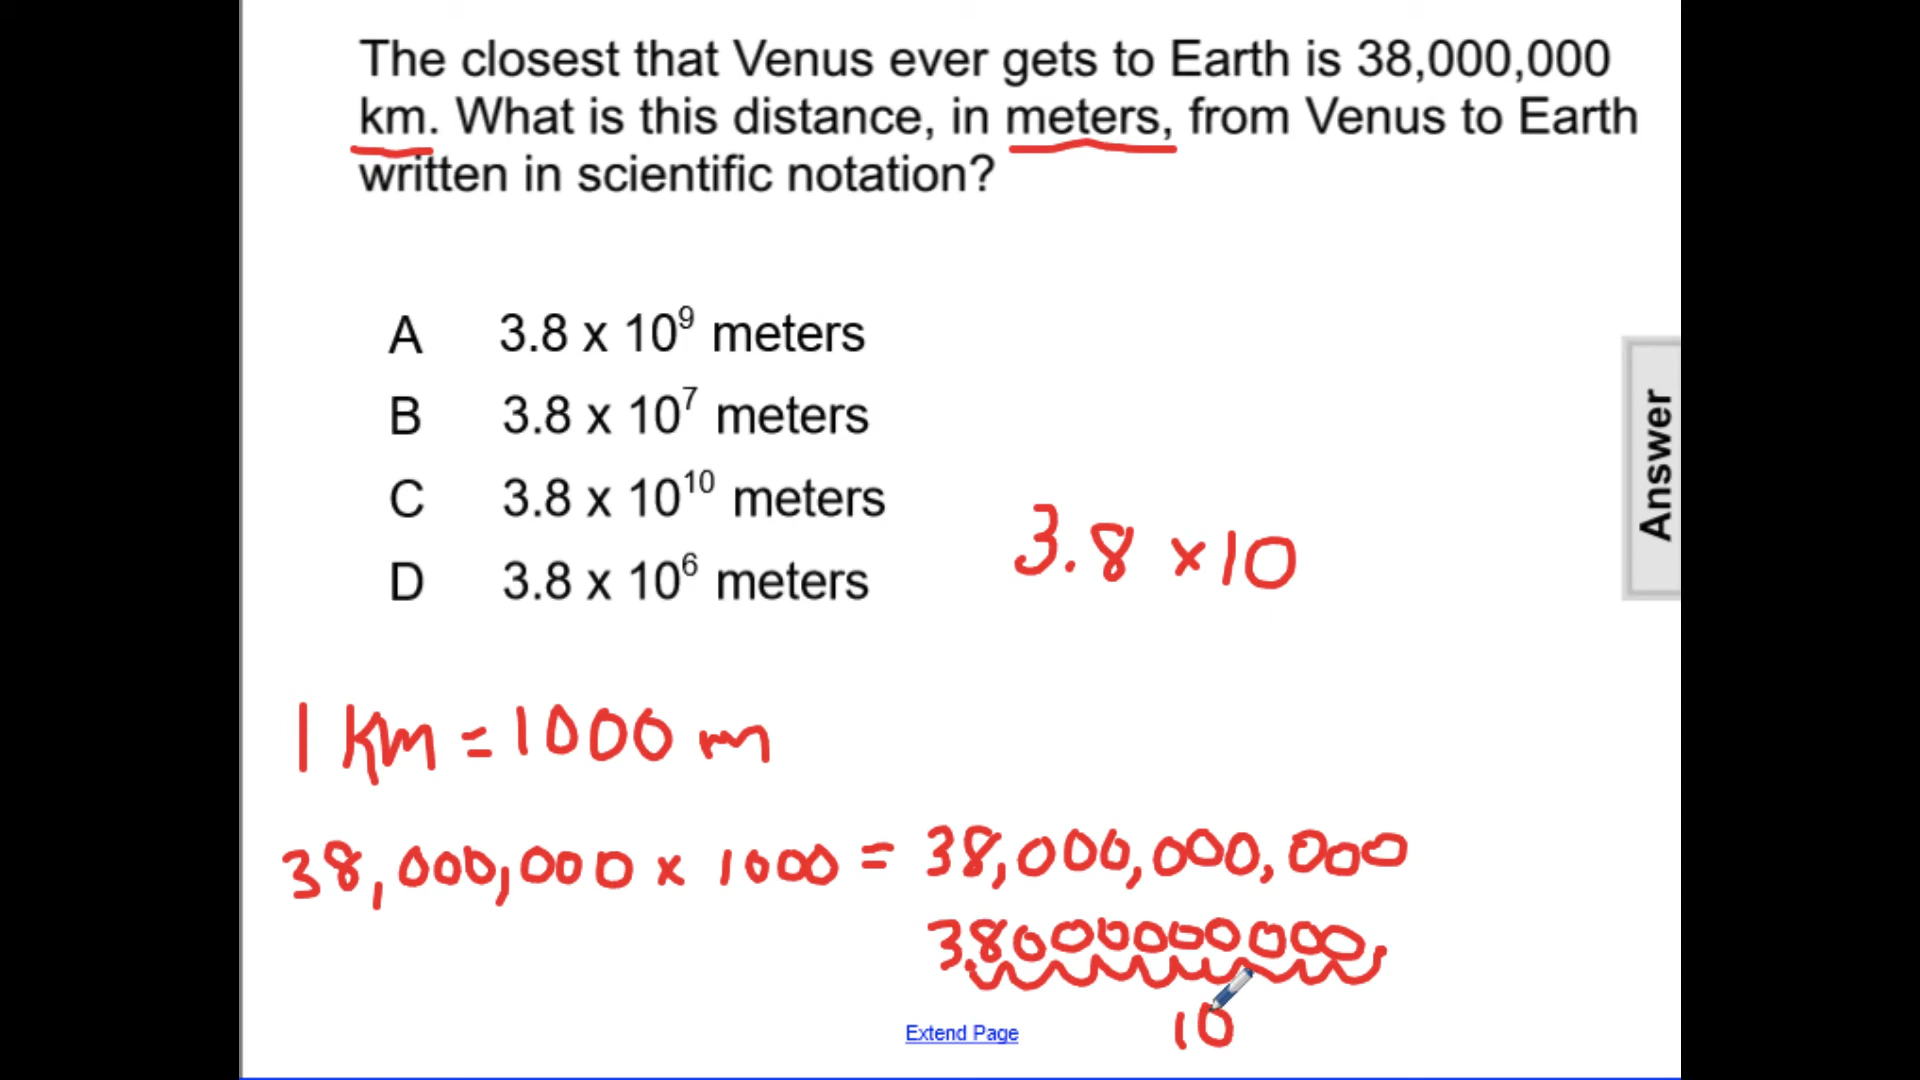 The closest that Venus ever gets to Earth is 38,000,000
km. What is this distance, in meters, from Venus to Earth
written in scientific notation?
A 3.8 x 10⁹ meters
B 3.8 x 10⁷ meters
C 3.8 x 10¹⁰ meters
D 3.8 x 10⁶ meters
Answer
3.8 x 10
1 Km = 1000 m
38,000,000 x 1000 = 38,000,000,000
3.8000000000.
10
Extend Page